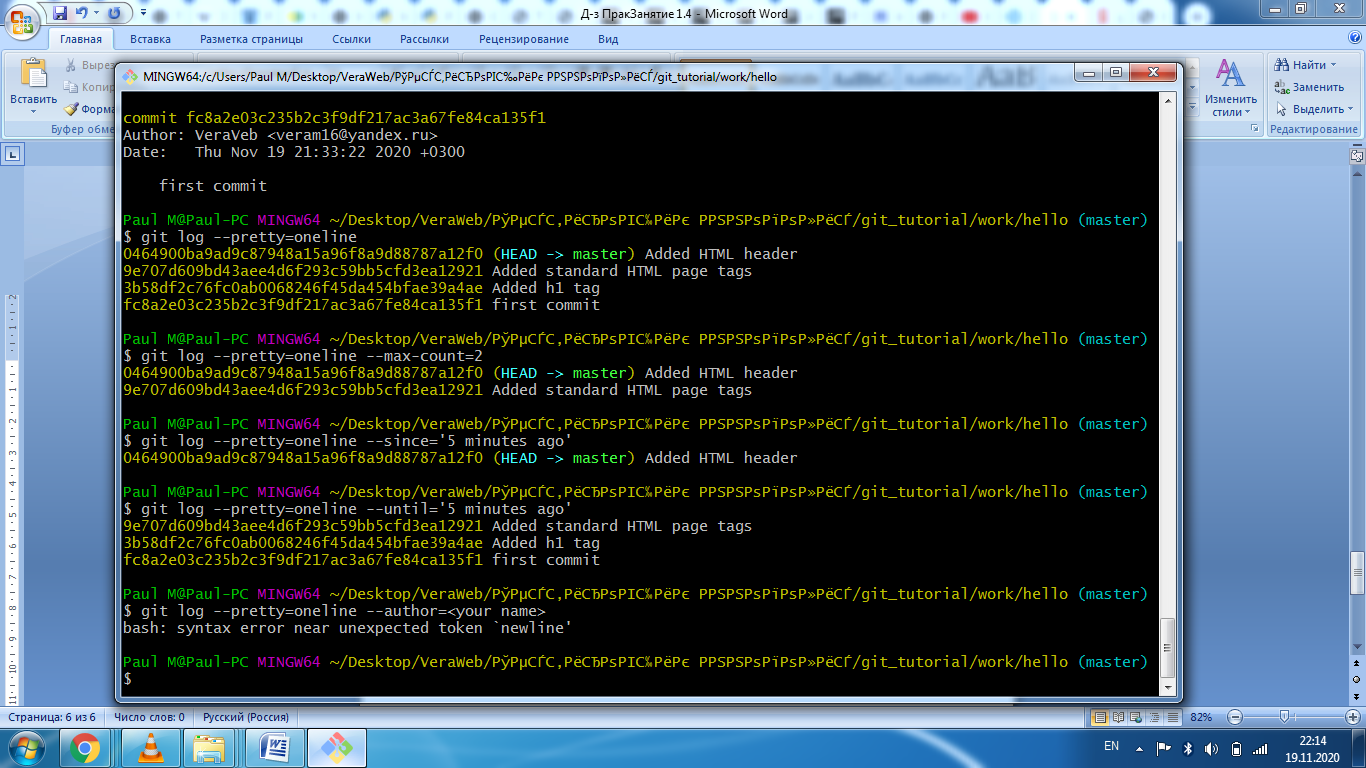 Д-з ПракЗанятие 1.4 - Microsoft Word
Главная Вставка Разметка страницы Ссылки Рассылки Рецензирование Вид
Вставить
Буфер обме
Изменить стили
Найти
Заменить
Выделить
Редактирование
MINGW64:/c/Users/Paul M/Desktop/VeraWeb/РўРµСЃС‚РёСЂРѕРІС‰РёРє РРЅРЅРѕРїРѕР»РёСЃ/git_tutorial/work/hello
commit fc8a2e03c235b2c3f9df217ac3a67fe84ca135f1
Author: VeraVeb <veram16@yandex.ru>
Date:   Thu Nov 19 21:33:22 2020 +0300
first commit
Paul M@Paul-PC MINGW64 ~/Desktop/VeraWeb/РўРµСЃС‚РёСЂРѕРІС‰РёРє РРЅРЅРѕРїРѕР»РёСЃ/git_tutorial/work/hello (master)
$ git log --pretty=oneline
0464900ba9ad9c87948a15a96f8a9d88787a12f0 (HEAD -> master) Added HTML header
9e707d609bd43aee4d6f293c59bb5cfd3ea12921 Added standard HTML page tags
3b58df2c76fc0ab0068246f45da454bfae39a4ae Added h1 tag
fc8a2e03c235b2c3f9df217ac3a67fe84ca135f1 first commit
Paul M@Paul-PC MINGW64 ~/Desktop/VeraWeb/РўРµСЃС‚РёСЂРѕРІС‰РёРє РРЅРЅРѕРїРѕР»РёСЃ/git_tutorial/work/hello (master)
$ git log --pretty=oneline --max-count=2
0464900ba9ad9c87948a15a96f8a9d88787a12f0 (HEAD -> master) Added HTML header
9e707d609bd43aee4d6f293c59bb5cfd3ea12921 Added standard HTML page tags
Paul M@Paul-PC MINGW64 ~/Desktop/VeraWeb/РўРµСЃС‚РёСЂРѕРІС‰РёРє РРЅРЅРѕРїРѕР»РёСЃ/git_tutorial/work/hello (master)
$ git log --pretty=oneline --since='5 minutes ago'
0464900ba9ad9c87948a15a96f8a9d88787a12f0 (HEAD -> master) Added HTML header
Paul M@Paul-PC MINGW64 ~/Desktop/VeraWeb/РўРµСЃС‚РёСЂРѕРІС‰РёРє РРЅРЅРѕРїРѕР»РёСЃ/git_tutorial/work/hello (master)
$ git log --pretty=oneline --until='5 minutes ago'
9e707d609bd43aee4d6f293c59bb5cfd3ea12921 Added standard HTML page tags
3b58df2c76fc0ab0068246f45da454bfae39a4ae Added h1 tag
fc8a2e03c235b2c3f9df217ac3a67fe84ca135f1 first commit
Paul M@Paul-PC MINGW64 ~/Desktop/VeraWeb/РўРµСЃС‚РёСЂРѕРІС‰РёРє РРЅРЅРѕРїРѕР»РёСЃ/git_tutorial/work/hello (master)
$ git log --pretty=oneline --author=<your name>
bash: syntax error near unexpected token `newline'
Paul M@Paul-PC MINGW64 ~/Desktop/VeraWeb/РўРµСЃС‚РёСЂРѕРІС‰РёРє РРЅРЅРѕРїРѕР»РёСЃ/git_tutorial/work/hello (master)
$
Страница: 6 из 6 Число слов: 0 Русский (Россия) 82%
EN 22:14
19.11.2020